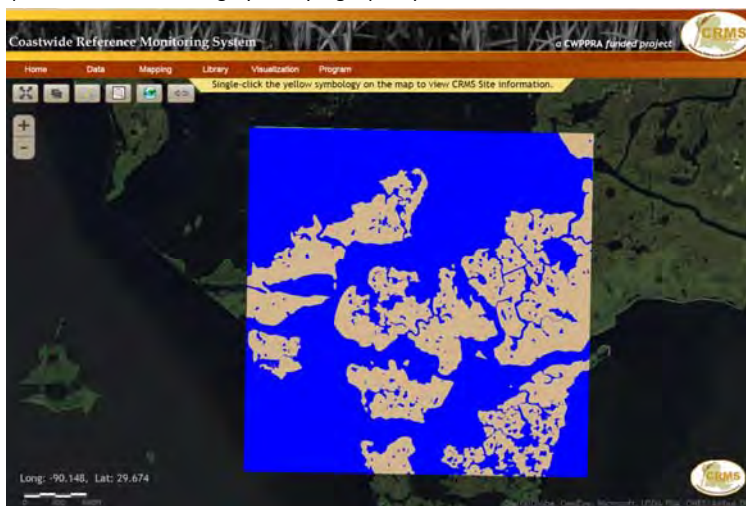 Coastwide Reference Monitoring System
a CWPPRA funded project
CRMS
Home Data Mapping Library Visualization Program
Single-click the yellow symbology on the map to view CRMS Site information.
+
-
Long: -90.148, Lat: 29.674
CRMS